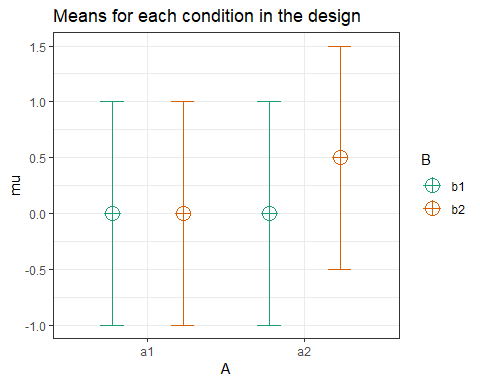 Means for each condition in the design
1.5
1.0
0.5
0.0
-0.5
-1.0
mu
a1 a2
A
B
b1
b2